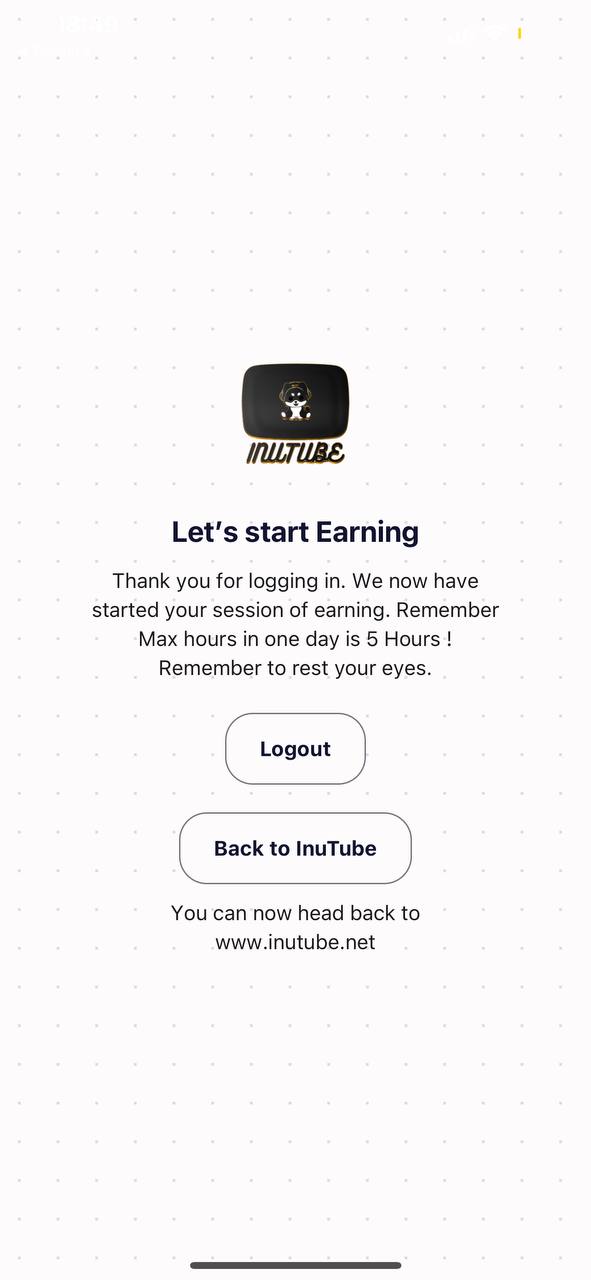 INUTUBE
Let's start Earning
Thank you for logging in. We now have
started your session of earning. Remember
Max hours in one day is 5 Hours !
Remember to rest your eyes.
Logout
Back to InuTube
You can now head back to
www.inutube.net